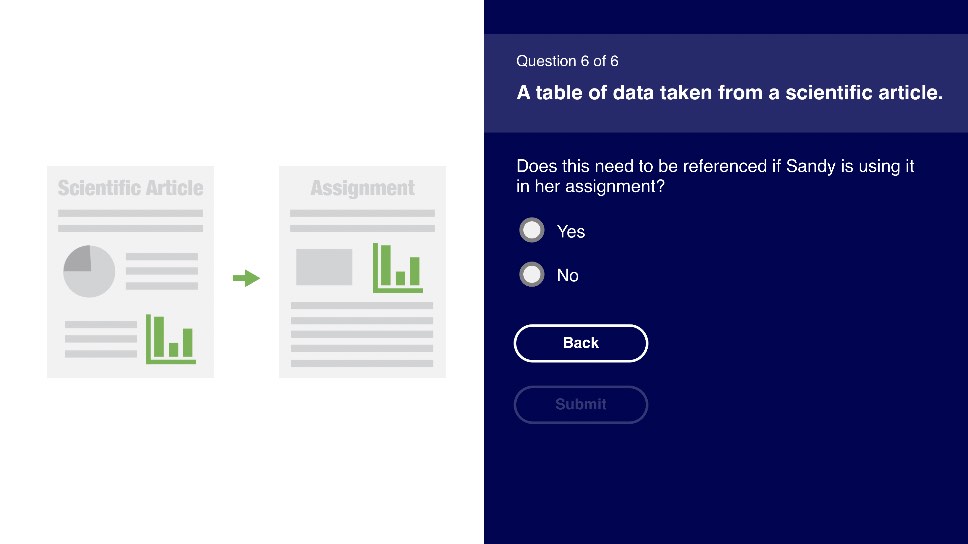 Scientific Article
Assignment
Question 6 of 6
A table of data taken from a scientific article.
Does this need to be referenced if Sandy is using it
in her assignment?
Yes
No
Back
Submit